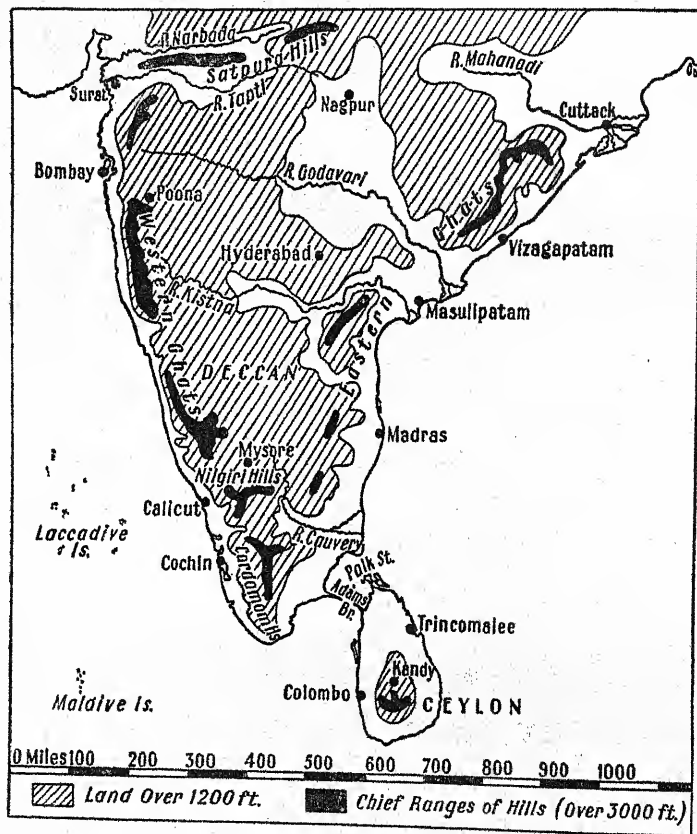 R. Narbada
Satpura Hills
R. Mahanadi
Surat
R. Tapti
Nagpur
Cuttack
Bombay
R. Godavari
Poona
Ghats
Western
Hyderabad
Vizagapatam
R. Kistna
Masulipatam
Eastern
DECCAN
Ghats
Madras
Mysore
Nilgiri Hills
Calicut
Laccadive
Is.
R. Cauvery
Cochin
Palk St.
Adams
Br.
Trincomalee
Kandy
Colombo
CEYLON
Maldive Is.
0 Miles 100 200 300 400 500 600 700 800 900 1000
Land Over 1200 ft.
Chief Ranges of Hills (Over 3000 ft.)